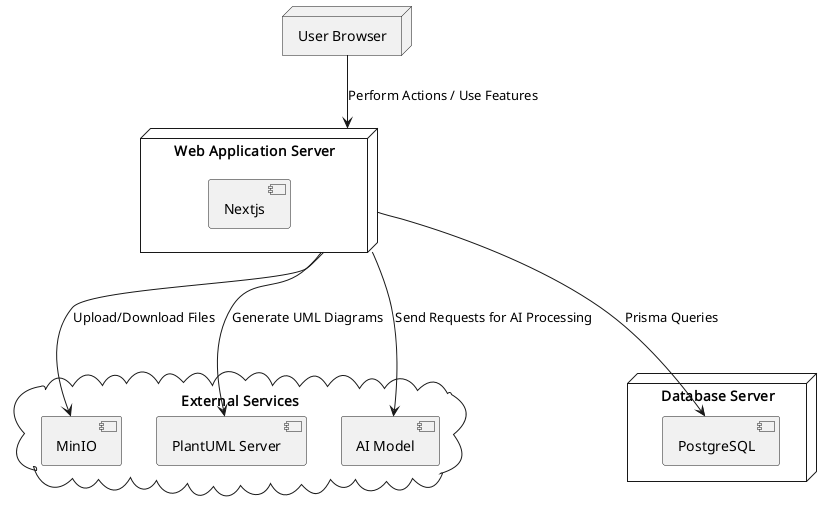 User Browser
Perform Actions / Use Features
Web Application Server
Nextjs
Upload/Download Files
Generate UML Diagrams
Send Requests for AI Processing
Prisma Queries
External Services
MinIO
PlantUML Server
AI Model
Database Server
PostgreSQL